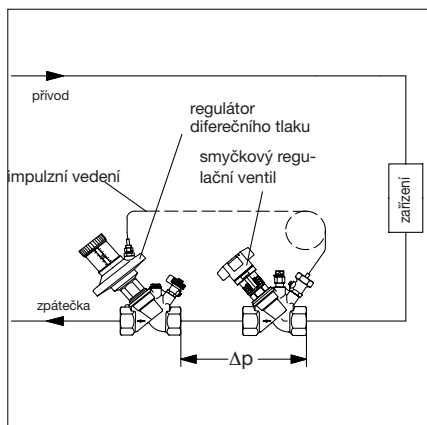 přívod
regulátor
diferečního tlaku
smyčkový regu-
lační ventil
impulzní vedení
zařízení
zpátečka
Δp